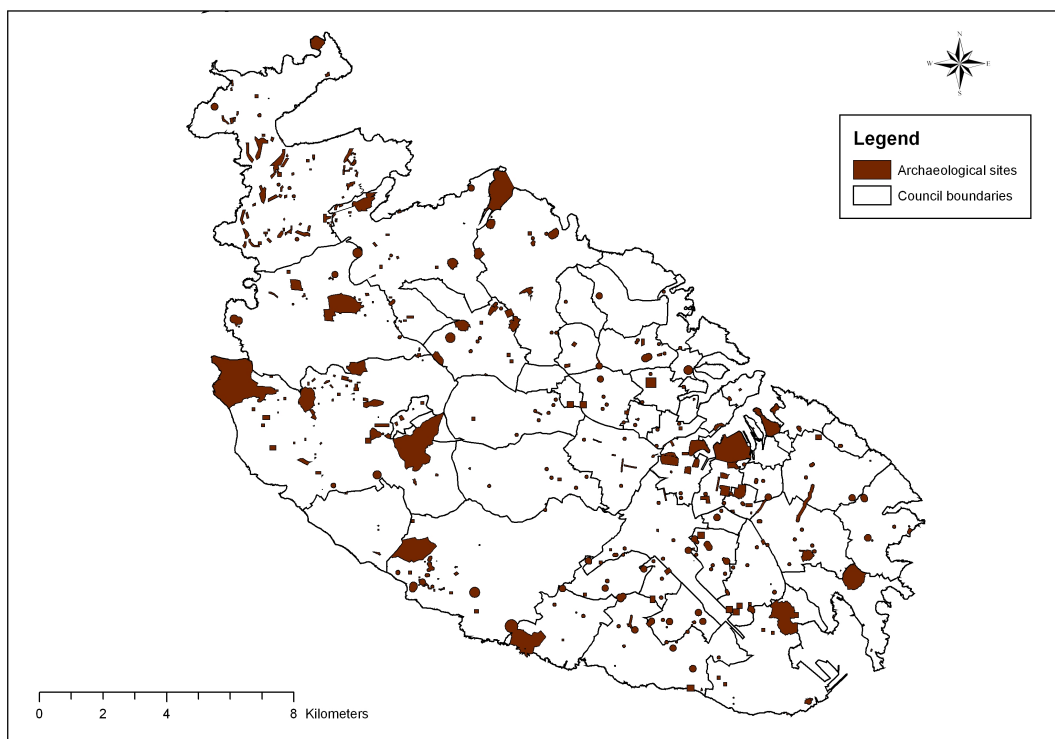 N
W E
S
Legend
Archaeological sites
Council boundaries
0 2 4 8 Kilometers